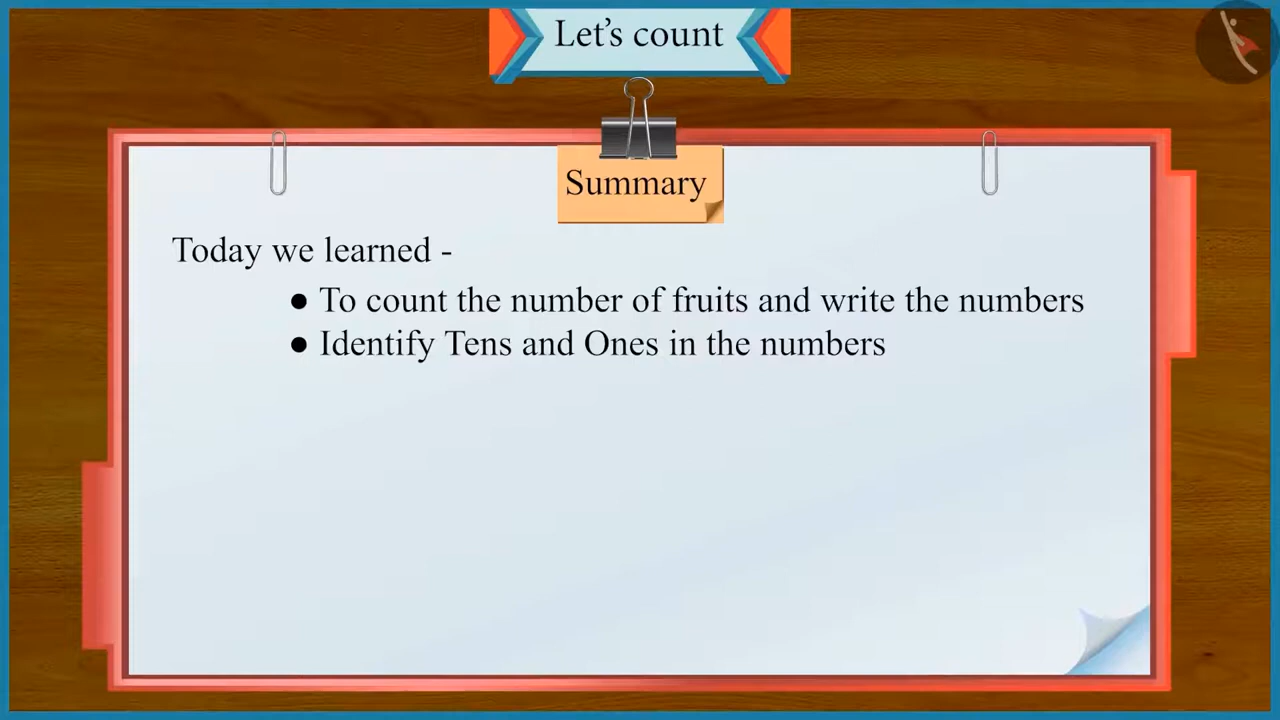 Let's count
Summary
Today we learned -
● To count the number of fruits and write the numbers
● Identify Tens and Ones in the numbers